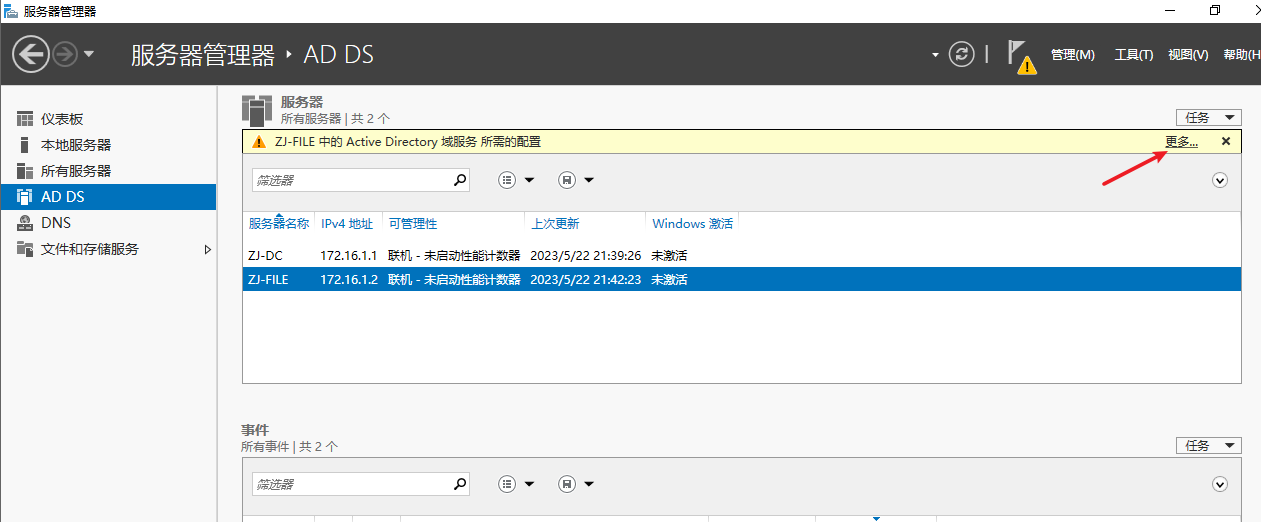 服务器管理器
服务器管理器 ‣ AD DS
管理(M) 工具(T) 视图(V) 帮助(H
仪表板
本地服务器
所有服务器
AD DS
DNS
文件和存储服务
服务器
所有服务器 | 共 2 个
任务
ZJ-FILE 中的 Active Directory 域服务 所需的配置 更多...
筛选器
服务器名称 IPv4 地址 可管理性 上次更新 Windows 激活
ZJ-DC 172.16.1.1 联机 - 未启动性能计数器 2023/5/22 21:39:26 未激活
ZJ-FILE 172.16.1.2 联机 - 未启动性能计数器 2023/5/22 21:42:23 未激活
事件
所有事件 | 共 2 个
任务
筛选器